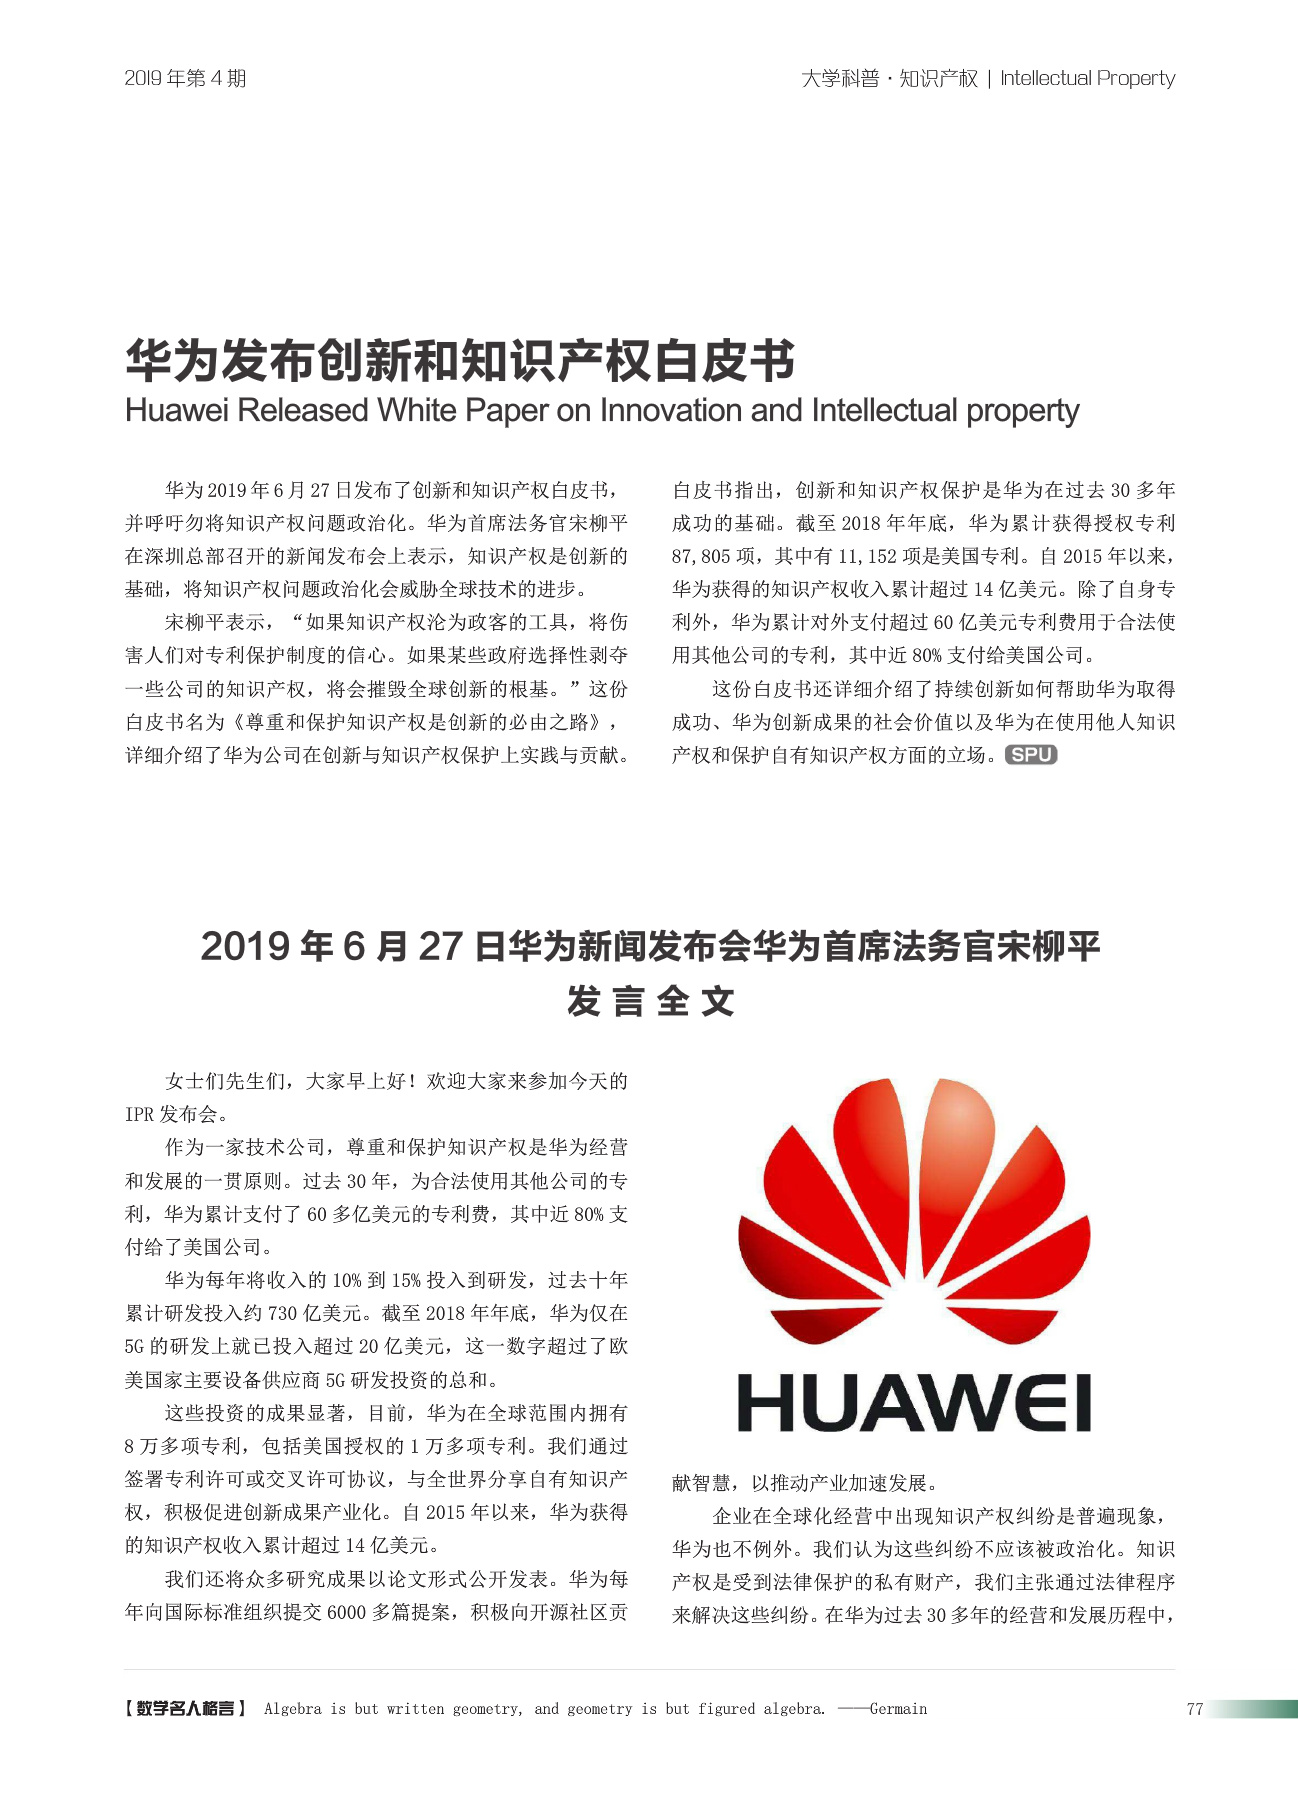 2019 年第 4 期
大学科普·知识产权 | Intellectual Property
华为发布创新和知识产权白皮书
Huawei Released White Paper on Innovation and Intellectual property
华为 2019 年 6 月 27 日发布了创新和知识产权白皮书，
并呼吁勿将知识产权问题政治化。华为首席法务官宋柳平
在深圳总部召开的新闻发布会上表示，知识产权是创新的
基础，将知识产权问题政治化会威胁全球技术的进步。
宋柳平表示，“如果知识产权沦为政客的工具，将伤
害人们对专利保护制度的信心。如果某些政府选择性剥夺
一些公司的知识产权，将会摧毁全球创新的根基。”这份
白皮书名为《尊重和保护知识产权是创新的必由之路》，
详细介绍了华为公司在创新与知识产权保护上实践与贡献。
白皮书指出，创新和知识产权保护是华为在过去 30 多年
成功的基础。截至 2018 年年底，华为累计获得授权专利
87,805 项，其中有 11,152 项是美国专利。自 2015 年以来，
华为获得的知识产权收入累计超过 14 亿美元。除了自身专
利外，华为累计对外支付超过 60 亿美元专利费用于合法使
用其他公司的专利，其中近 80% 支付给美国公司。
这份白皮书还详细介绍了持续创新如何帮助华为取得
成功、华为创新成果的社会价值以及华为在使用他人知识
产权和保护自有知识产权方面的立场。SPU
2019 年 6 月 27 日华为新闻发布会华为首席法务官宋柳平
发 言 全 文
女士们先生们，大家早上好！欢迎大家来参加今天的
IPR 发布会。
作为一家技术公司，尊重和保护知识产权是华为经营
和发展的一贯原则。过去 30 年，为合法使用其他公司的专
利，华为累计支付了 60 多亿美元的专利费，其中近 80% 支
付给了美国公司。
华为每年将收入的 10% 到 15% 投入到研发，过去十年
累计研发投入约 730 亿美元。截至 2018 年年底，华为仅在
5G 的研发上就已投入超过 20 亿美元，这一数字超过了欧
美国家主要设备供应商 5G 研发投资的总和。
这些投资的成果显著，目前，华为在全球范围内拥有
8 万多项专利，包括美国授权的 1 万多项专利。我们通过
签署专利许可或交叉许可协议，与全世界分享自有知识产
权，积极促进创新成果产业化。自 2015 年以来，华为获得
的知识产权收入累计超过 14 亿美元。
我们还将众多研究成果以论文形式公开发表。华为每
年向国际标准组织提交 6000 多篇提案，积极向开源社区贡
HUAWEI
献智慧，以推动产业加速发展。
企业在全球化经营中出现知识产权纠纷是普遍现象，
华为也不例外。我们认为这些纠纷不应该被政治化。知识
产权是受到法律保护的私有财产，我们主张通过法律程序
来解决这些纠纷。在华为过去 30 多年的经营和发展历程中，
【数学名人格言】 Algebra is but written geometry, and geometry is but figured algebra. ——Germain
77